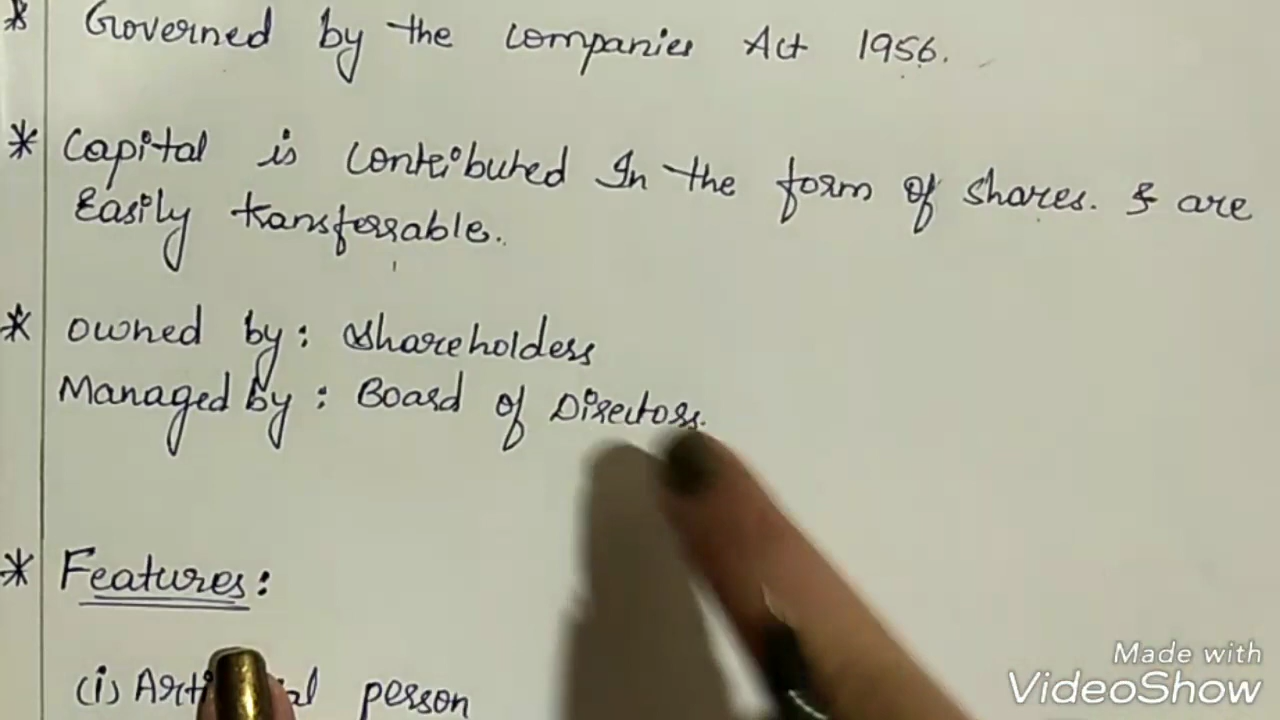 * Governed by the companies Act 1956.
* Capital is contributed In the form of shares. & are
Easily transferrable.
* owned by: shareholders
Managed by: Board of Directors.
* Features:
(i) person
Made with
VideoShow